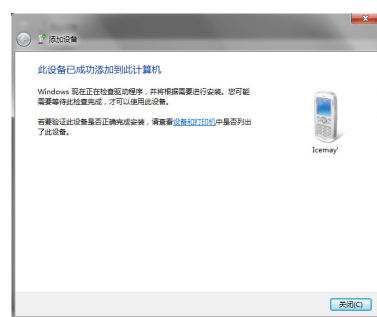 添加设备
此设备已成功添加到此计算机
Windows 现在正在检查驱动程序，并将根据需要进行安装。您可能
需要等待此检查完成，才可以使用此设备。
若要验证此设备是否正确完成安装，请查看设备和打印机中是否列出
了此设备。
Icemay'
关闭(C)